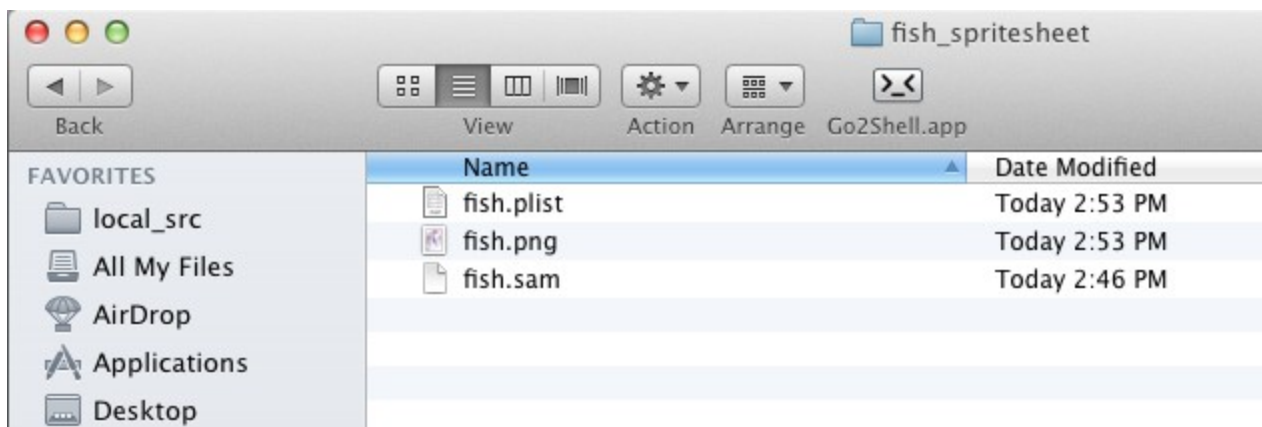 fish_spritesheet
>_<
Back View Action Arrange Go2Shell.app
FAVORITES
local_src
All My Files
AirDrop
Applications
Desktop
Name Date Modified
fish.plist Today 2:53 PM
fish.png Today 2:53 PM
fish.sam Today 2:46 PM